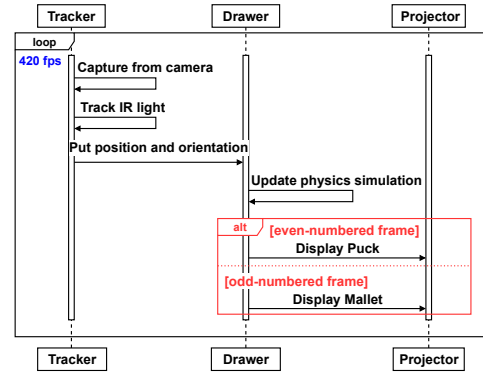 Tracker
Drawer
Projector
loop
420 fps
Capture from camera
Track IR light
Put position and orientation
Update physics simulation
alt
[even-numbered frame]
Display Puck
[odd-numbered frame]
Display Mallet
Tracker
Drawer
Projector